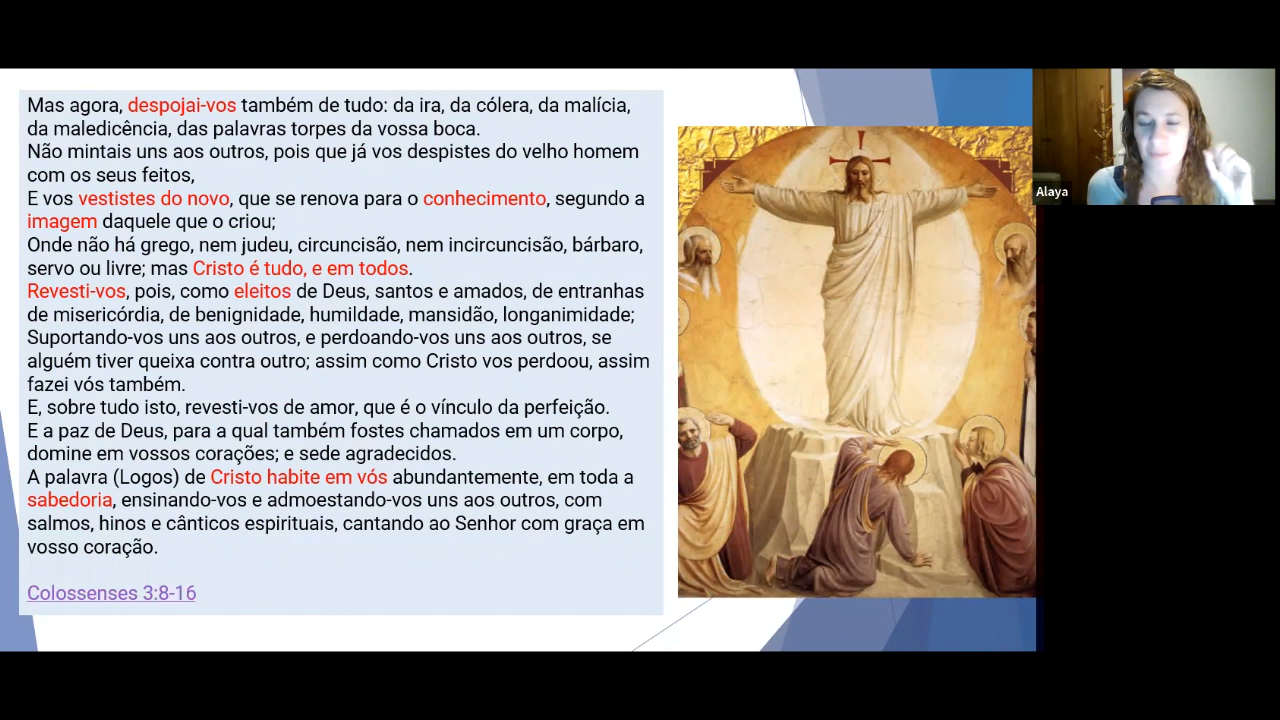 Mas agora, despojai-vos também de tudo: da ira, da cólera, da malícia,
da maledicência, das palavras torpes da vossa boca.
Não mintais uns aos outros, pois que já vos despistes do velho homem
com os seus feitos,
E vos vestistes do novo, que se renova para o conhecimento, segundo a
imagem daquele que o criou;
Onde não há grego, nem judeu, circuncisão, nem incircuncisão, bárbaro,
servo ou livre; mas Cristo é tudo, e em todos.
Revesti-vos, pois, como eleitos de Deus, santos e amados, de entranhas
de misericórdia, de benignidade, humildade, mansidão, longanimidade;
Suportando-vos uns aos outros, e perdoando-vos uns aos outros, se
alguém tiver queixa contra outro; assim como Cristo vos perdoou, assim
fazei vós também.
E, sobre tudo isto, revesti-vos de amor, que é o vínculo da perfeição.
E a paz de Deus, para a qual também fostes chamados em um corpo,
domine em vossos corações; e sede agradecidos.
A palavra (Logos) de Cristo habite em vós abundantemente, em toda a
sabedoria, ensinando-vos e admoestando-vos uns aos outros, com
salmos, hinos e cânticos espirituais, cantando ao Senhor com graça em
vosso coração.
Colossenses 3:8-16
Alaya